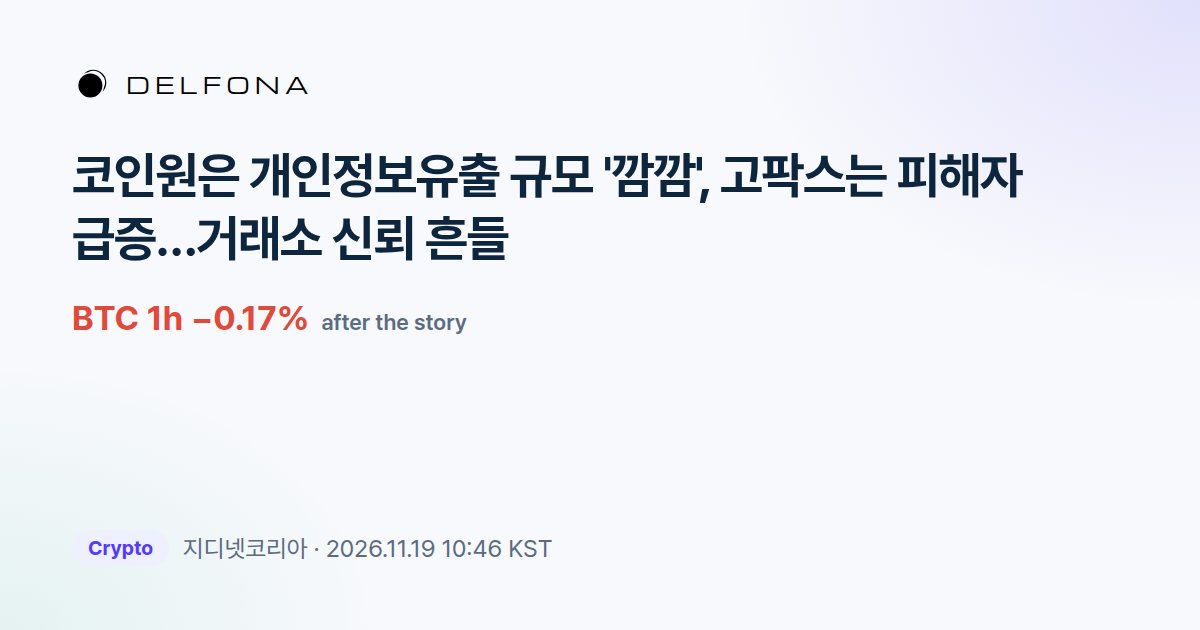 DELFONA
코인원은 개인정보유출 규모 '깜깜', 고팍스는 피해자
급증…거래소 신뢰 흔들
BTC 1h −0.17% after the story
Crypto 지디넷코리아 · 2026.11.19 10:46 KST